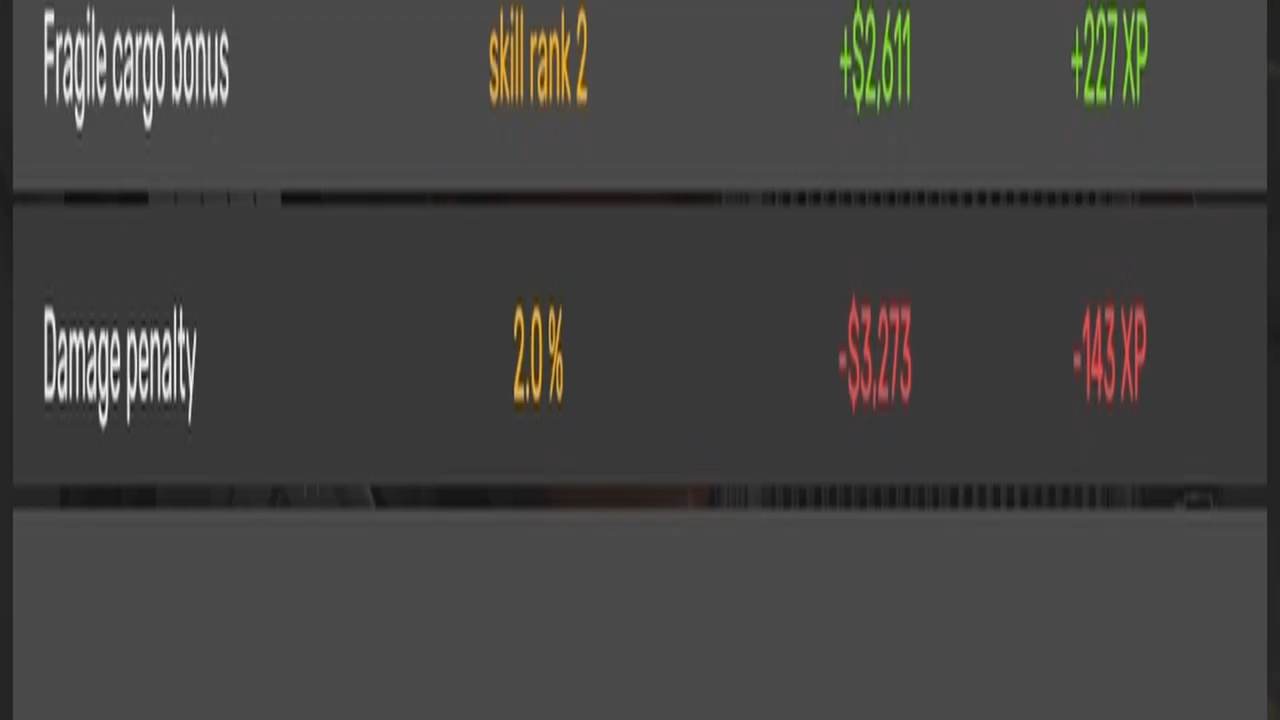 Fragile cargo bonus skill rank 2 +$2,611 +227 XP
Damage penalty 2.0 % -$3,273 -143 XP